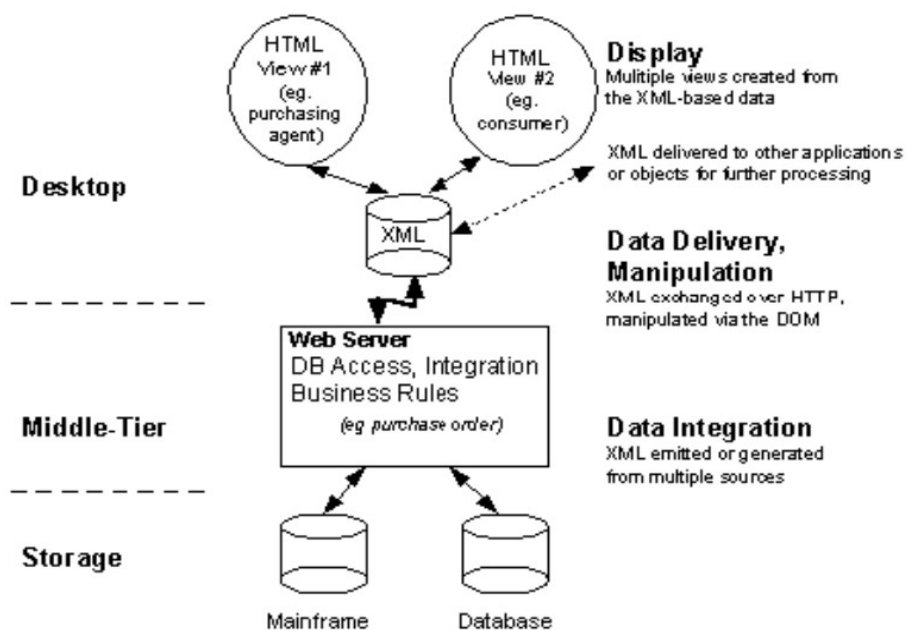 HTML
View #1
(eg.
purchasing
agent)
HTML
View #2
(eg.
consumer)
Display
Mulitiple views created from
the XML-based data
XML delivered to other applications
or objects for further processing
Desktop
XML
Data Delivery,
Manipulation
XML exchanged over HTTP,
manipulated via the DOM
Web Server
DB Access, Integration
Business Rules
(eg purchase order)
Middle-Tier
Data Integration
XML emitted or generated
from multiple sources
Storage
Mainframe
Database